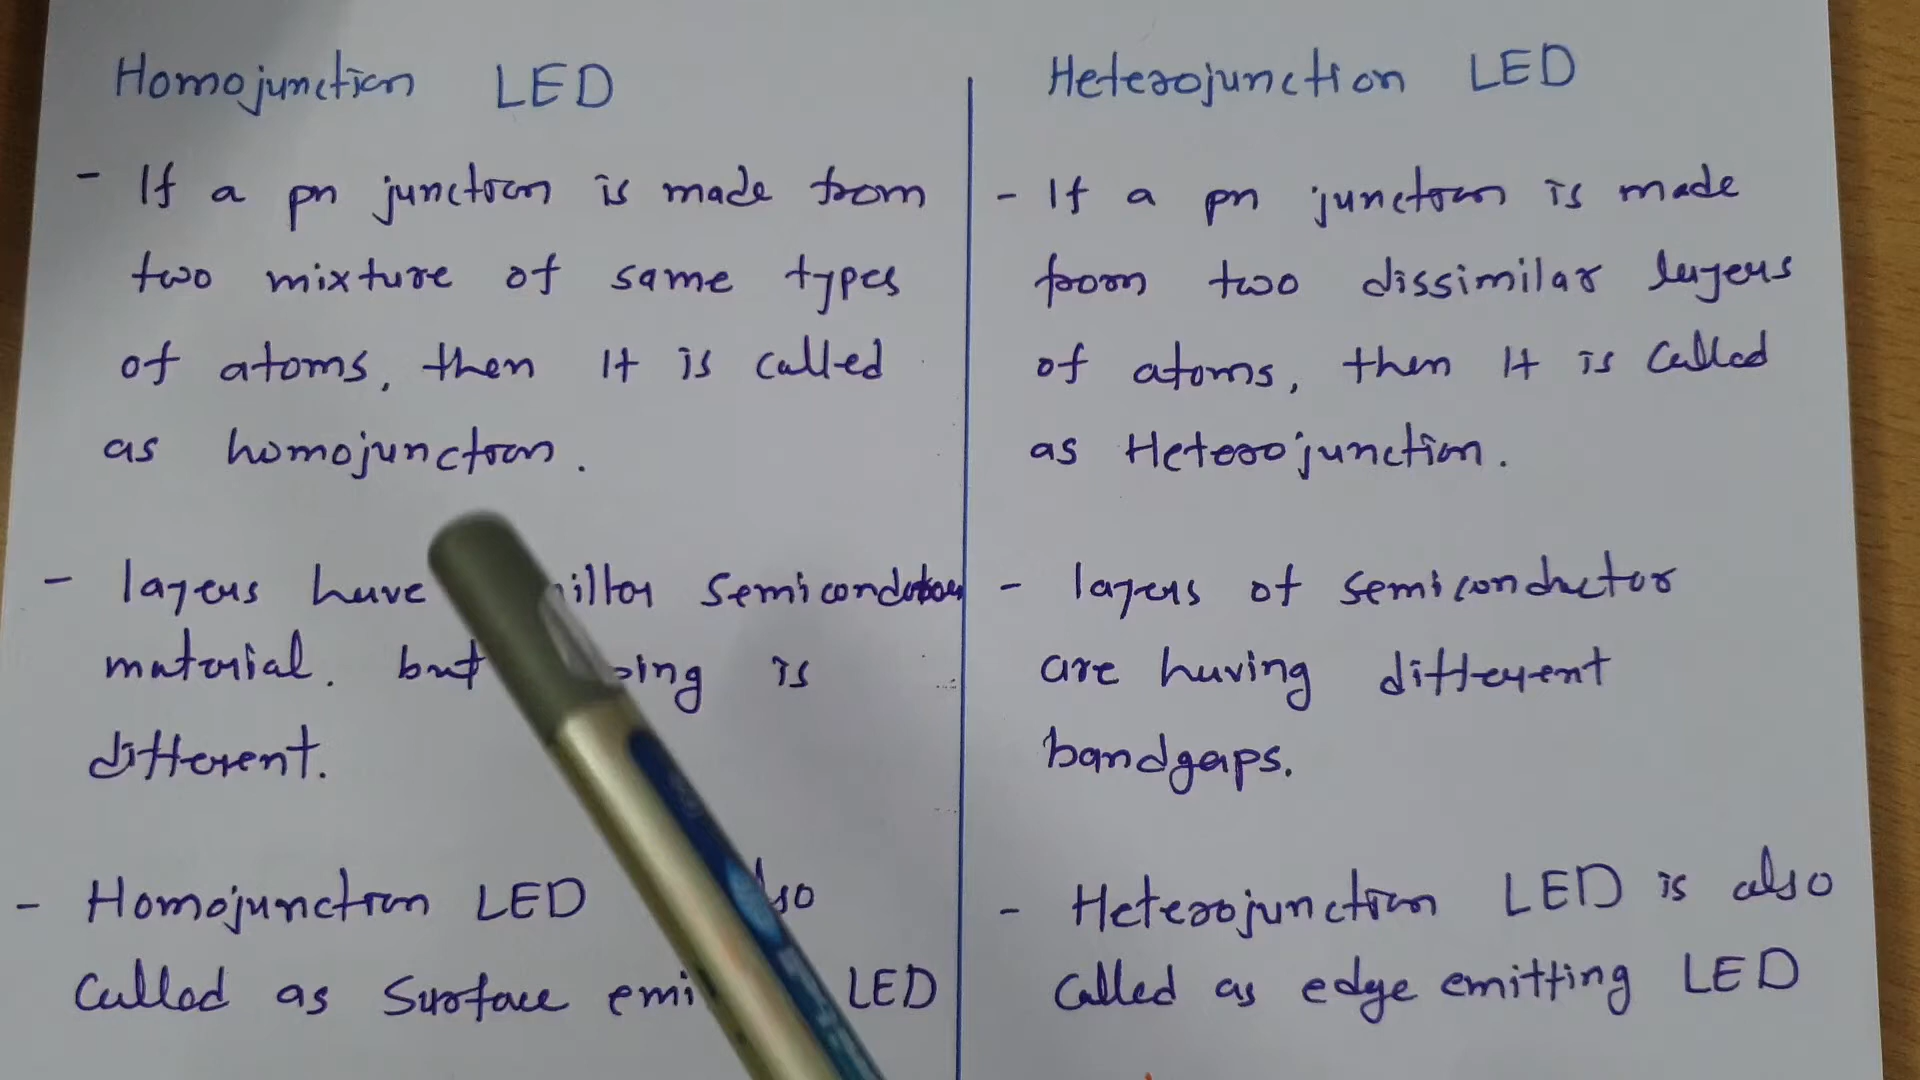 Homojunction LED
- If a pn junction is made from
two mixture of same types
of atoms, then it is called
as homojunction.
- layers have semiconductor
material. but is
different.
- Homojunction LED
called as Surface LED
Heterojunction LED
- If a pn junction is made
from two dissimilar layers
of atoms, then it is called
as Heterojunction.
- layers of semiconductor
are having different
bandgaps.
- Heterojunction LED is also
called as edge emitting LED